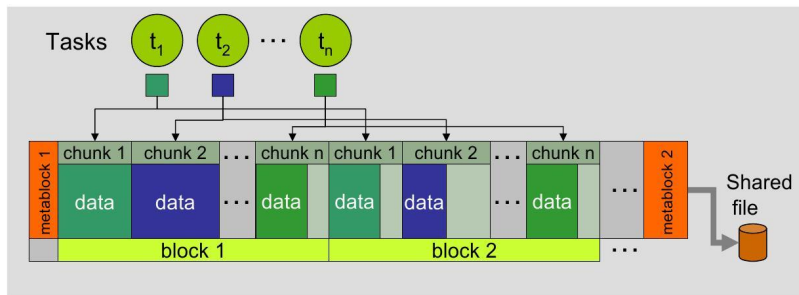 Tasks t1 t2 ··· tn
metablock 1 chunk 1 chunk 2 ··· chunk n chunk 1 chunk 2 ··· chunk n ··· metablock 2
data data ··· data data data ··· data
Shared
file
block 1 block 2 ···